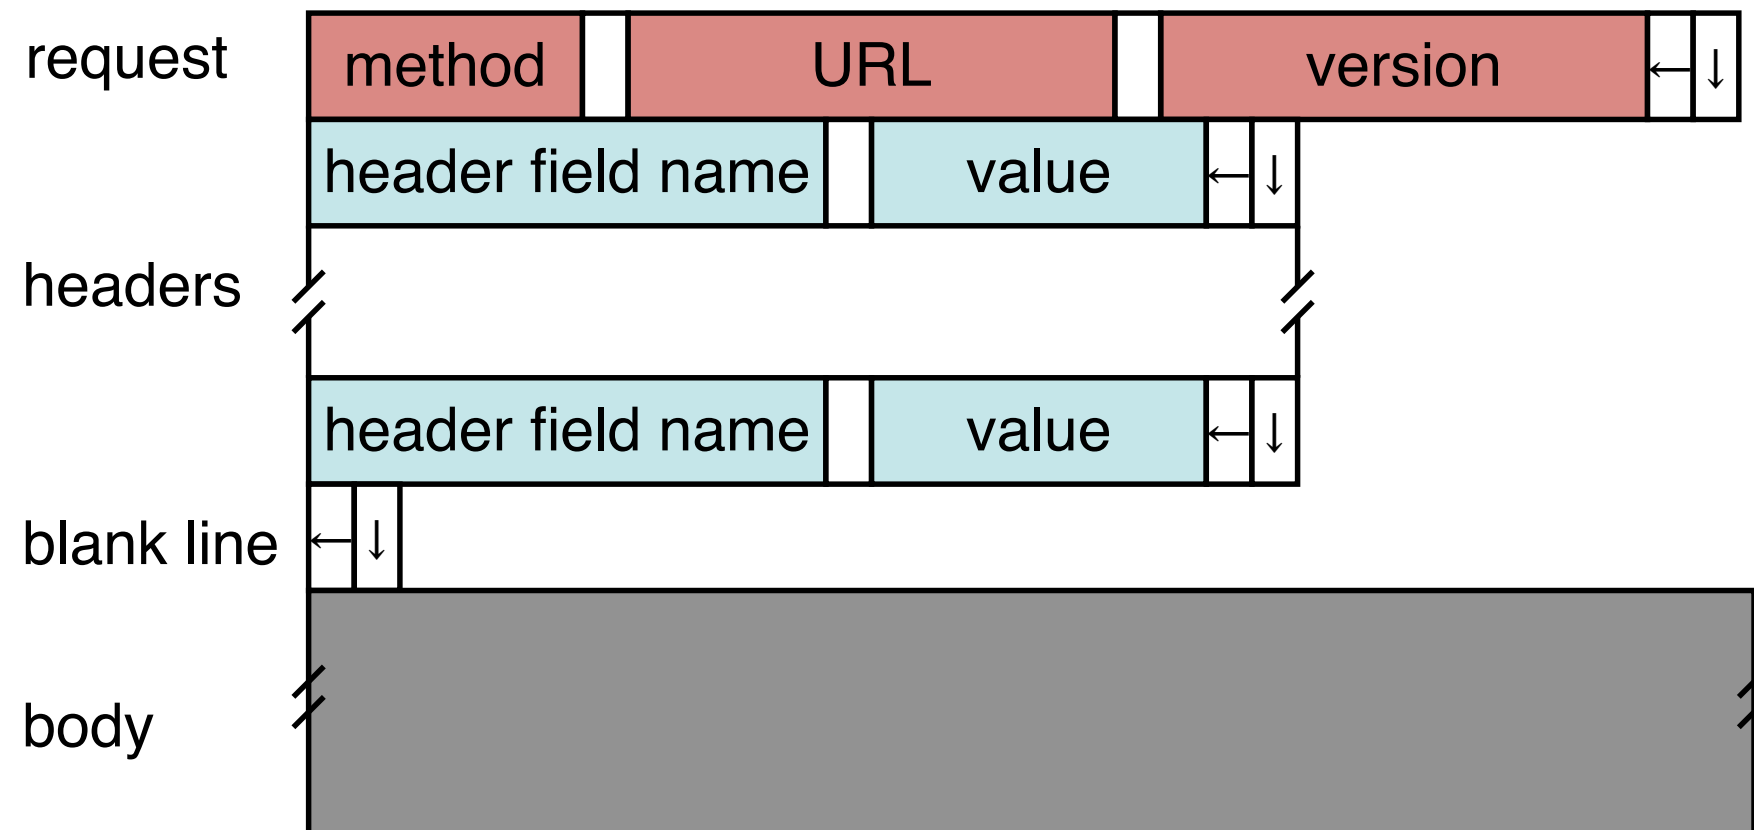 request method URL version ← ↓
header field name value ← ↓
headers
header field name value ← ↓
blank line ← ↓
body